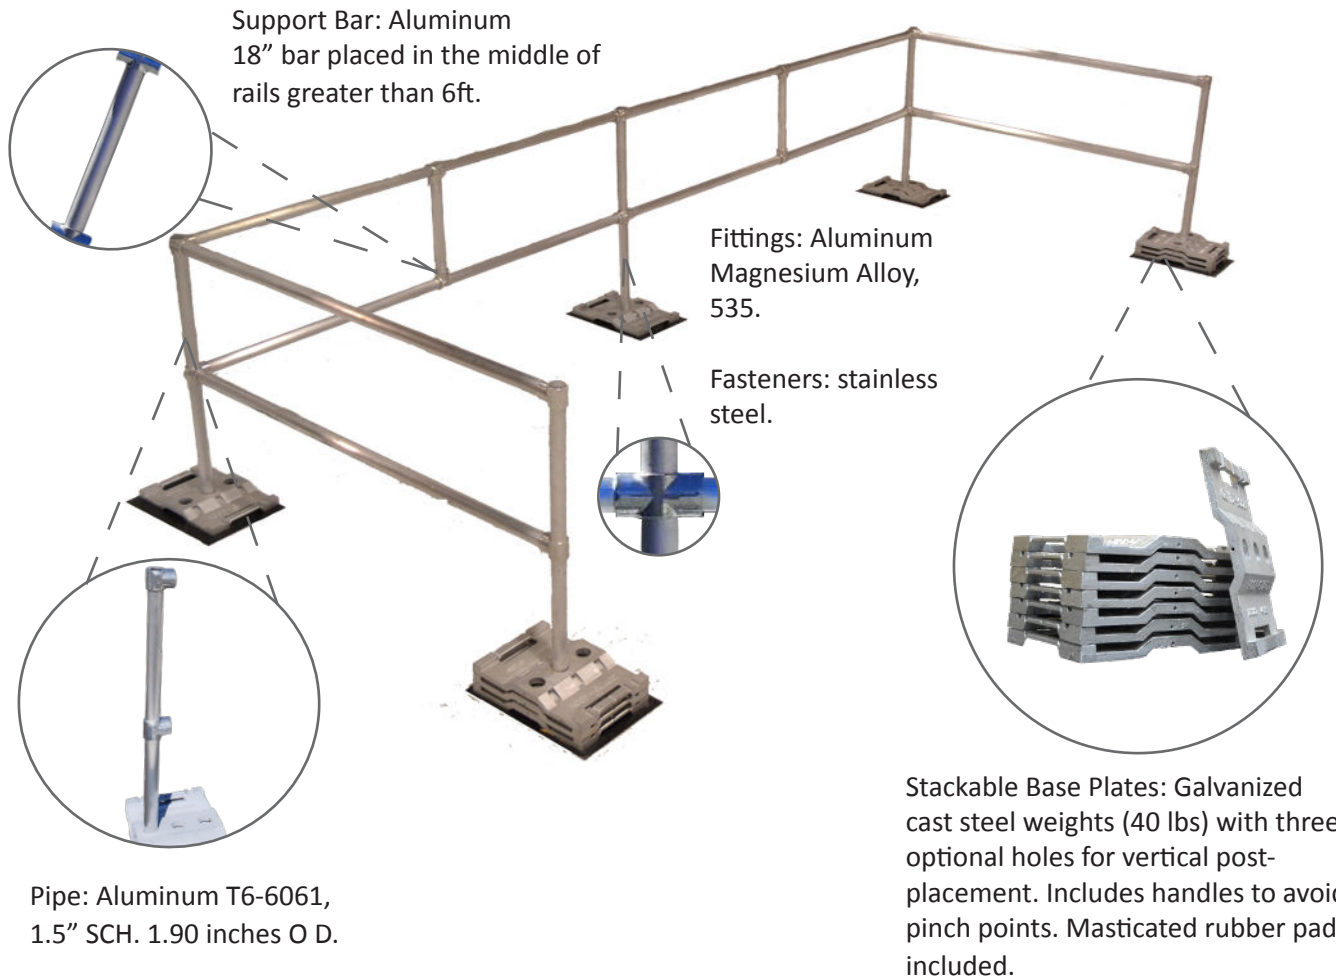 Support Bar: Aluminum
18” bar placed in the middle of
rails greater than 6ft.
Fittings: Aluminum
Magnesium Alloy,
535.
Fasteners: stainless
steel.
Pipe: Aluminum T6-6061,
1.5” SCH. 1.90 inches O D.
Stackable Base Plates: Galvanized
cast steel weights (40 lbs) with three
optional holes for vertical post-
placement. Includes handles to avoid
pinch points. Masticated rubber pad
included.